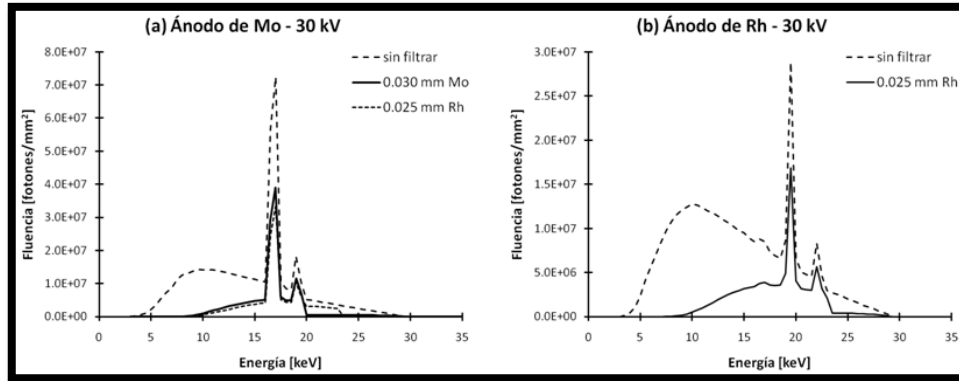 (a) Ánodo de Mo - 30 kV
8.0E+07
7.0E+07
6.0E+07
5.0E+07
4.0E+07
3.0E+07
2.0E+07
1.0E+07
0.0E+00
Fluencia [fotones/mm²]
sin filtrar
0.030 mm Mo
0.025 mm Rh
0 5 10 15 20 25 30 35
Energía [keV]
(b) Ánodo de Rh - 30 kV
3.0E+07
2.5E+07
2.0E+07
1.5E+07
1.0E+07
5.0E+06
0.0E+00
Fluencia [fotones/mm²]
sin filtrar
0.025 mm Rh
0 5 10 15 20 25 30 35
Energía [keV]